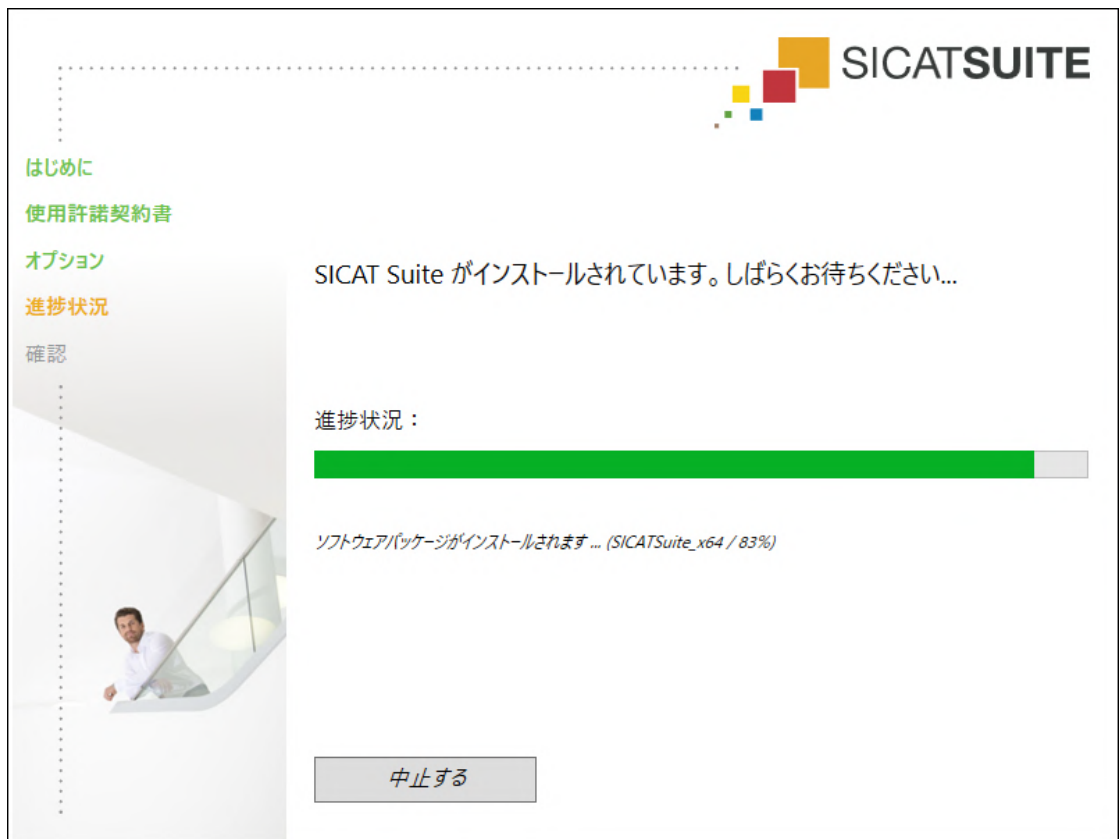 SICATSUITE
はじめに
使用許諾契約書
オプション
進捗状況
確認
SICAT Suite がインストールされています。しばらくお待ちください...
進捗状況：
ソフトウェアパッケージがインストールされます ... (SICATSuite_x64 / 83%)
中止する